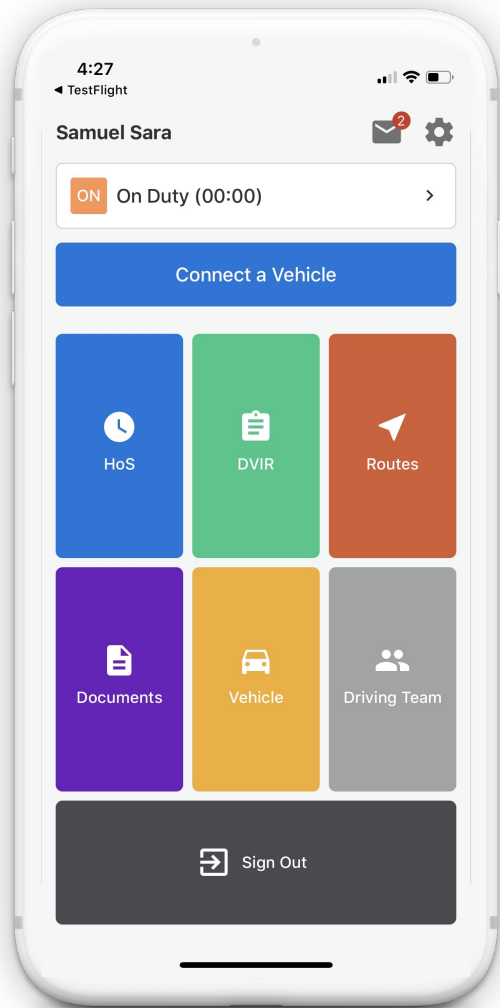 4:27
◀ TestFlight
Samuel Sara
2
ON On Duty (00:00)
Connect a Vehicle
HoS
DVIR
Routes
Documents
Vehicle
Driving Team
Sign Out